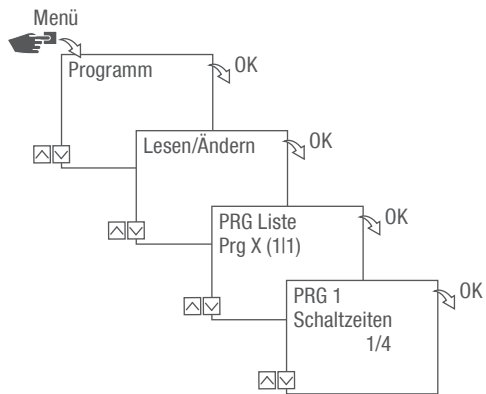 Menü
Programm
OK
Lesen/Ändern
OK
PRG Liste
Prg X (1|1)
OK
PRG 1
Schaltzeiten
1/4
OK